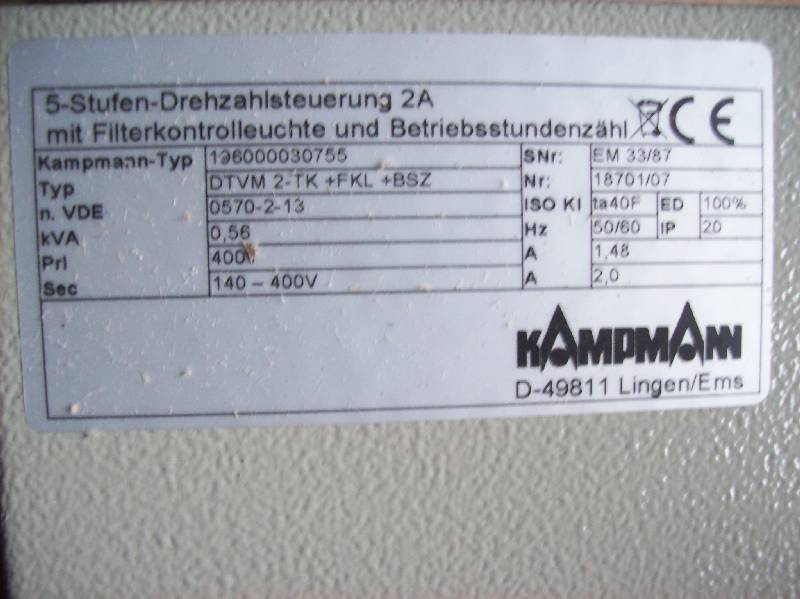 5-Stufen-Drehzahlsteuerung 2A
mit Filterkontrolleuchte und Betriebsstundenzähl CE
Kampmann-Typ 196000030755 SNr: EM 33/87
Typ DTVM 2-TK +FKL +BSZ Nr: 18701/07
n. VDE 0570-2-13 ISO Kl ta40F ED 100%
kVA 0,56 Hz 50/60 IP 20
Pri 400V A 1,48
Sec 140 – 400V A 2,0
KAMPMANN
D-49811 Lingen/Ems